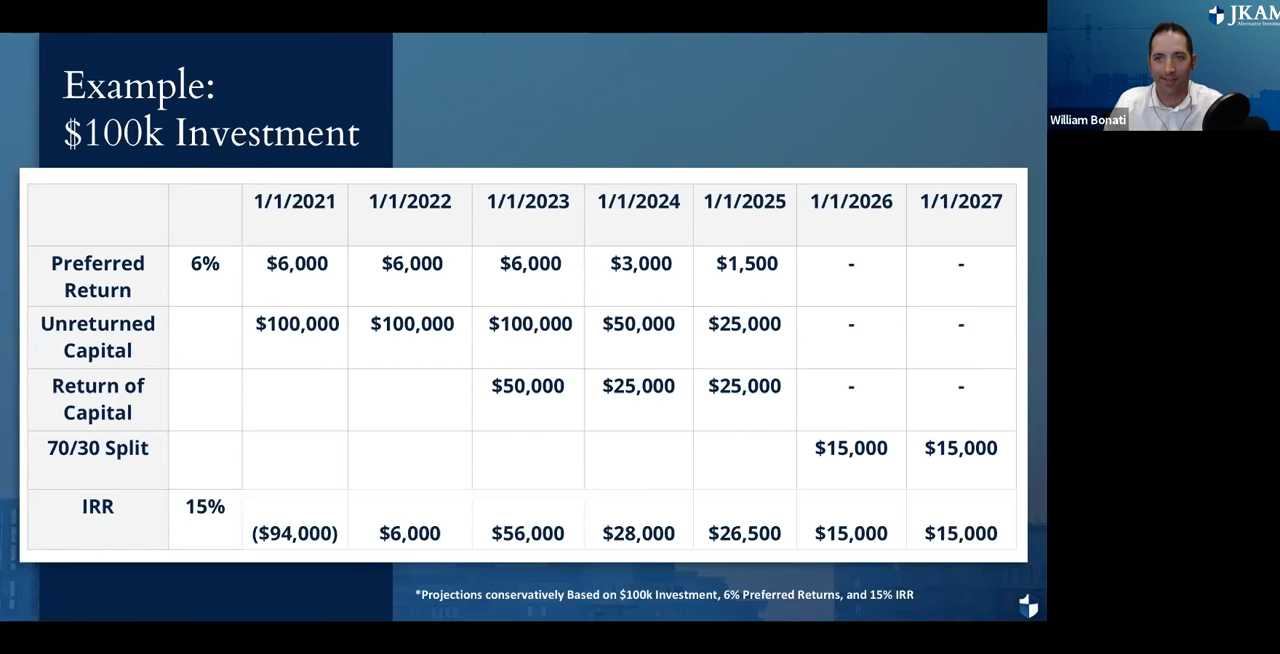 JKAM
Alternative Investme
William Bonati
Example:
$100k Investment
1/1/2021 1/1/2022 1/1/2023 1/1/2024 1/1/2025 1/1/2026 1/1/2027
Preferred Return 6% $6,000 $6,000 $6,000 $3,000 $1,500 - -
Unreturned Capital $100,000 $100,000 $100,000 $50,000 $25,000 - -
Return of Capital $50,000 $25,000 $25,000 - -
70/30 Split $15,000 $15,000
IRR 15% ($94,000) $6,000 $56,000 $28,000 $26,500 $15,000 $15,000
*Projections conservatively Based on $100k Investment, 6% Preferred Returns, and 15% IRR